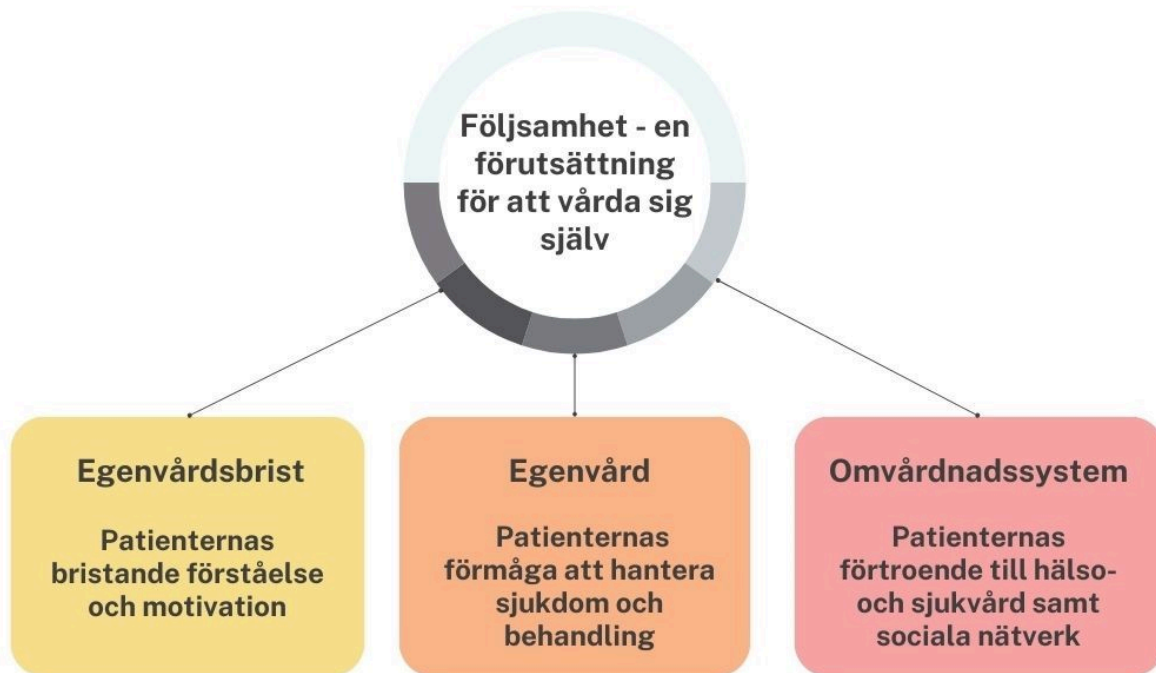 Följsamhet - en
förutsättning
för att vårda sig
själv
Egenvårdsbrist
Patienternas
bristande förståelse
och motivation
Egenvård
Patienternas
förmåga att hantera
sjukdom och
behandling
Omvårdnadssystem
Patienternas
förtroende till hälso-
och sjukvård samt
sociala nätverk